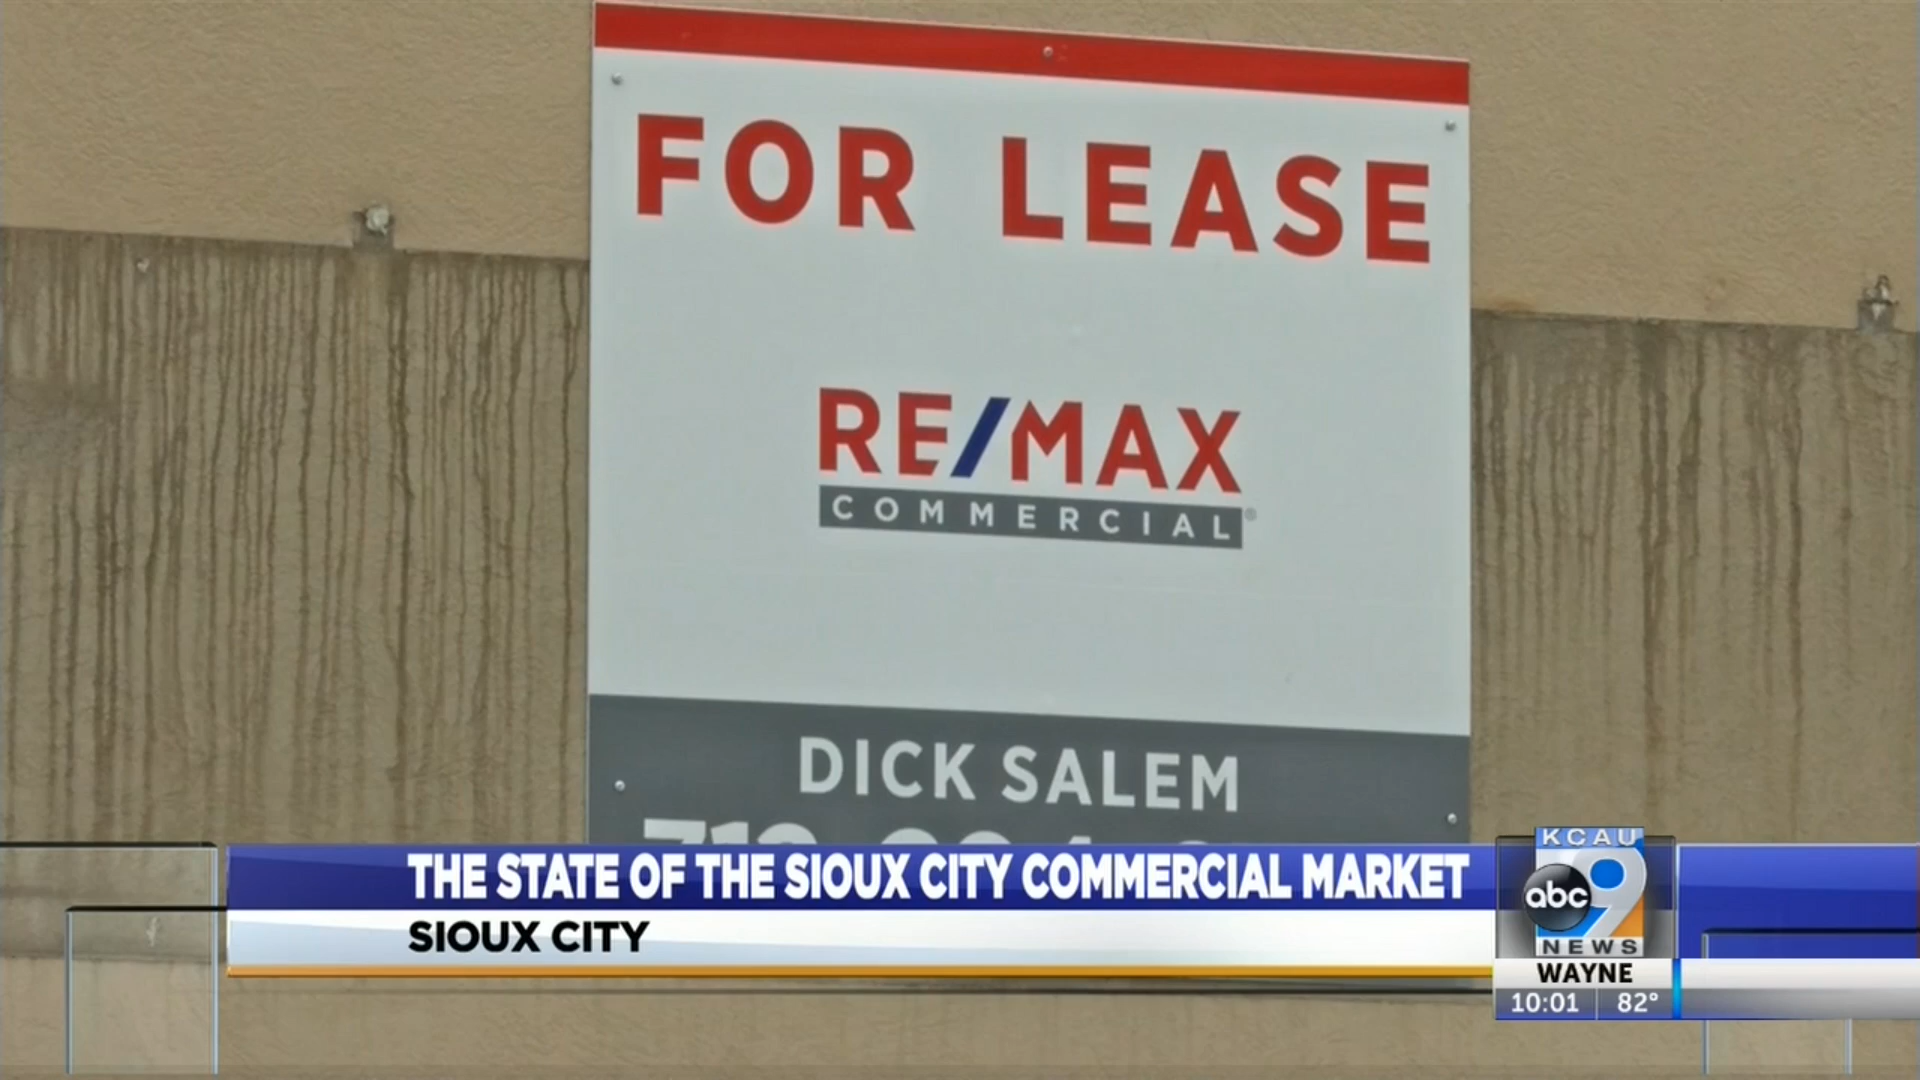 FOR LEASE
RE/MAX
COMMERCIAL®
DICK SALEM
THE STATE OF THE SIOUX CITY COMMERCIAL MARKET
SIOUX CITY
KCAU
abc 9
NEWS
WAYNE
10:01 82°